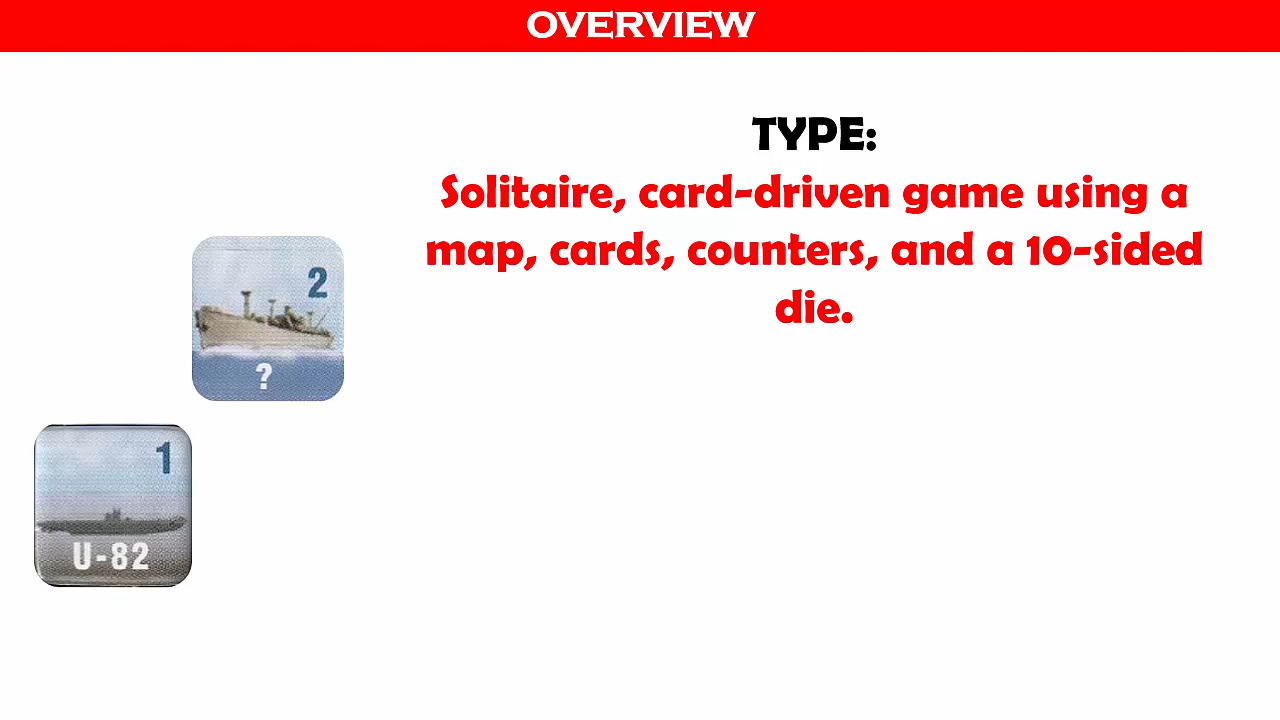 OVERVIEW
TYPE:
Solitaire, card-driven game using a
map, cards, counters, and a 10-sided
die.
2
?
1
U-82